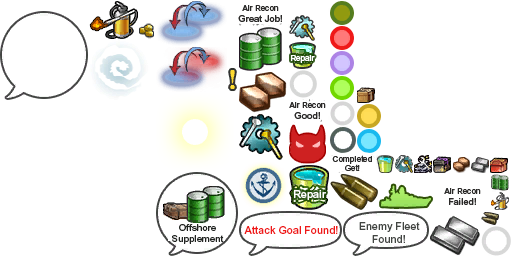 Air Recon
Great Job!
Repair
Air Recon
Good!
Completed
Get!
Repair
Air Recon
Failed!
Offshore
Supplement
Attack Goal Found!
Enemy Fleet
Found!